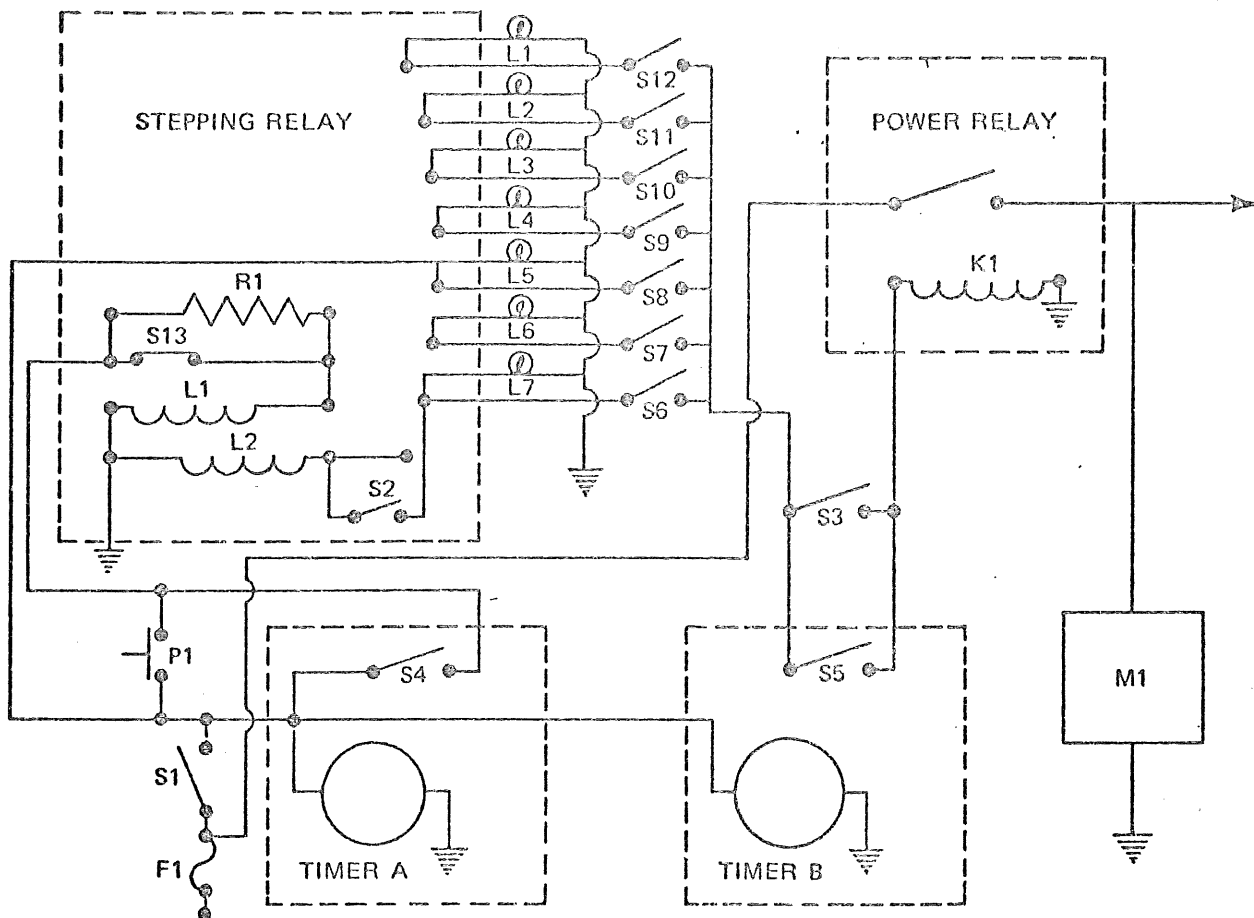 L1
S12
L2
S11
STEPPING RELAY
POWER RELAY
L3
S10
L4
S9
K1
L5
S8
R1
L6
S7
S13
L7
S6
L1
L2
S2
S3
P1
S4
S5
M1
S1
F1
TIMER A
TIMER B